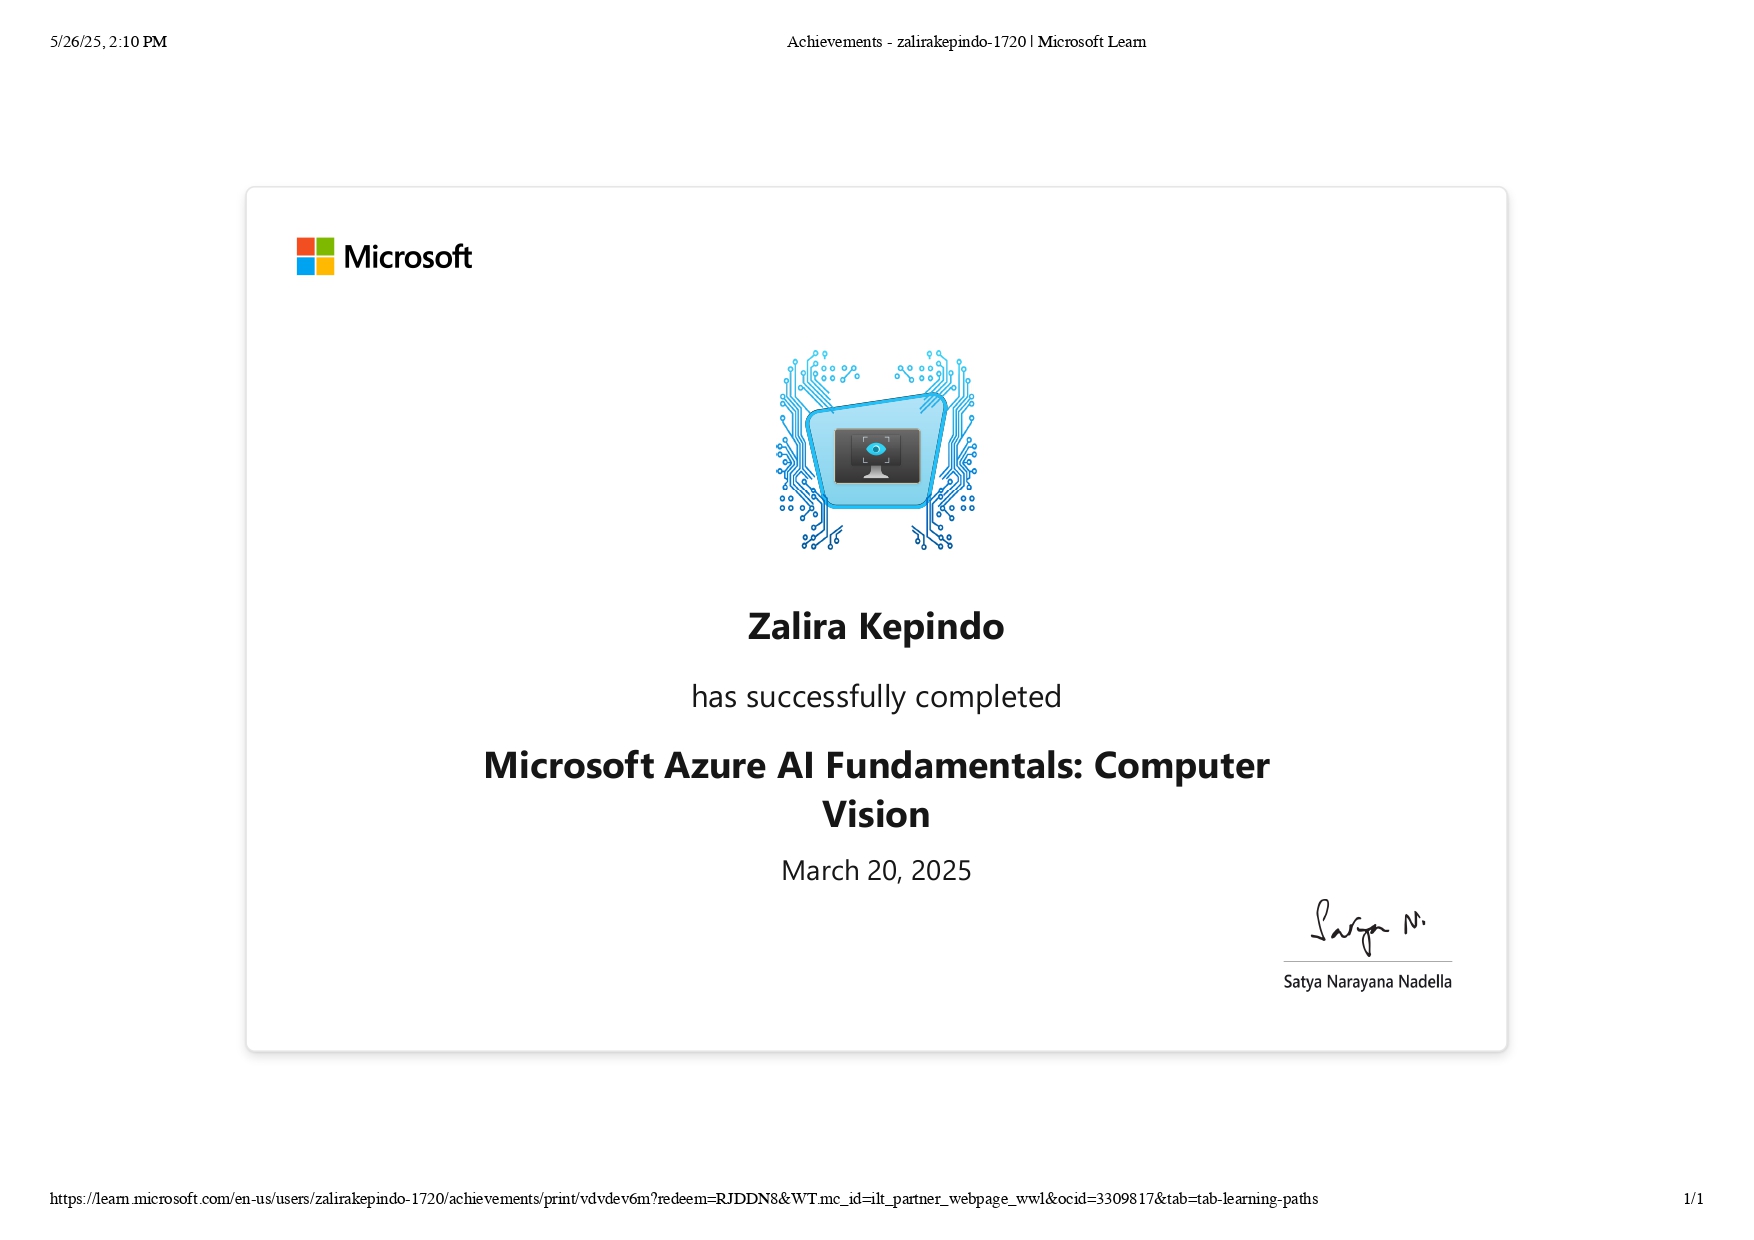 5/26/25, 2:10 PM
Achievements - zalirakepindo-1720 | Microsoft Learn
Microsoft
Zalira Kepindo
has successfully completed
Microsoft Azure AI Fundamentals: Computer
Vision
March 20, 2025
Satya N.
Satya Narayana Nadella
https://learn.microsoft.com/en-us/users/zalirakepindo-1720/achievements/print/vdvdev6m?redeem=RJDDN8&WT.mc_id=ilt_partner_webpage_wwl&ocid=3309817&tab=tab-learning-paths
1/1